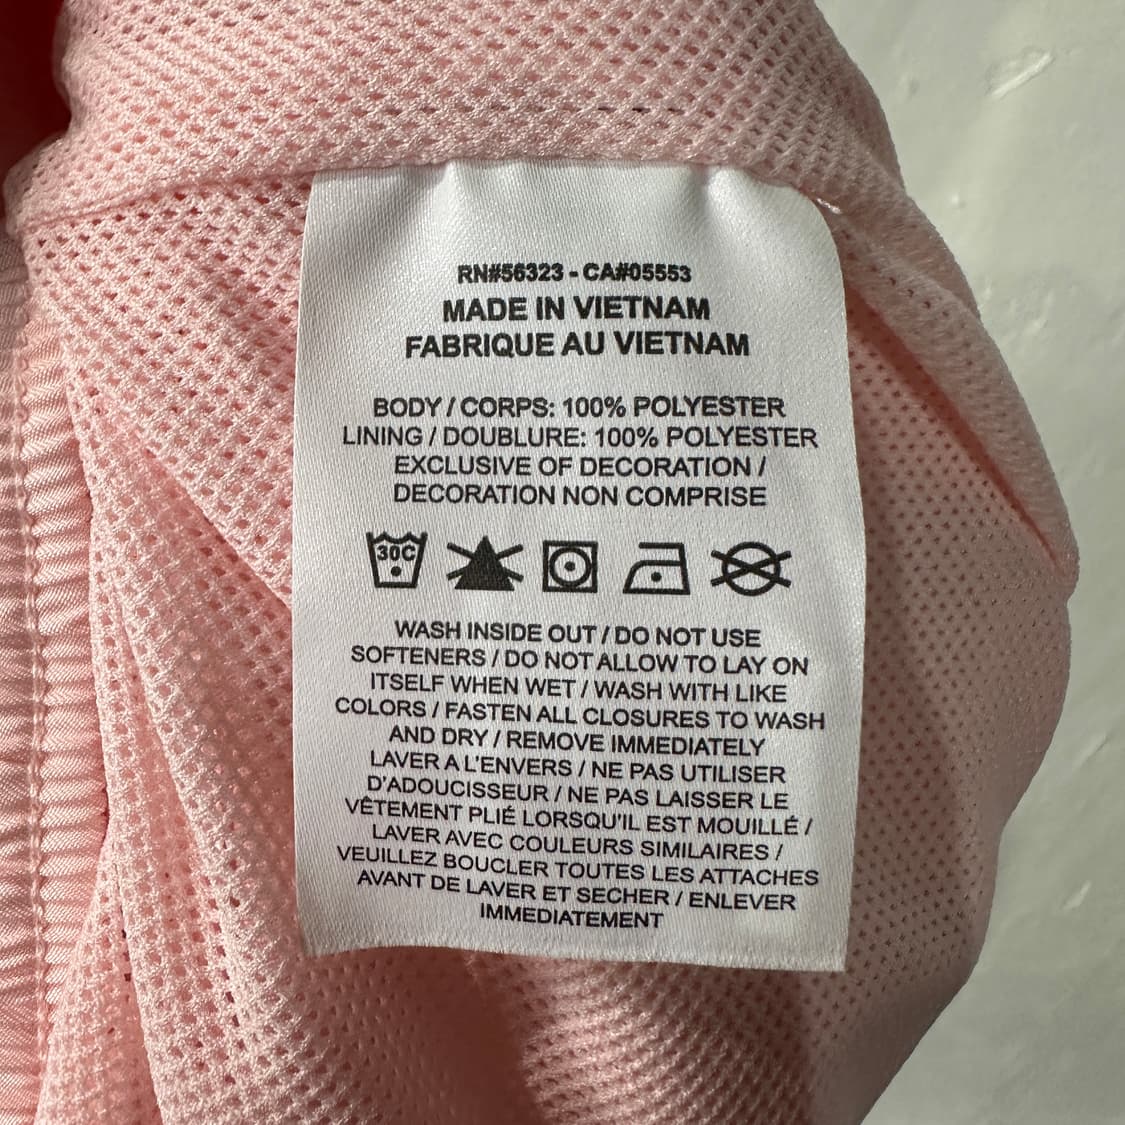 RN#56323 - CA#05553
MADE IN VIETNAM
FABRIQUE AU VIETNAM
BODY / CORPS: 100% POLYESTER
LINING / DOUBLURE: 100% POLYESTER
EXCLUSIVE OF DECORATION /
DECORATION NON COMPRISE
30C
WASH INSIDE OUT / DO NOT USE
SOFTENERS / DO NOT ALLOW TO LAY ON
ITSELF WHEN WET / WASH WITH LIKE
COLORS / FASTEN ALL CLOSURES TO WASH
AND DRY / REMOVE IMMEDIATELY
LAVER A L'ENVERS / NE PAS UTILISER
D'ADOUCISSEUR / NE PAS LAISSER LE
VÊTEMENT PLIÉ LORSQU'IL EST MOUILLÉ /
LAVER AVEC COULEURS SIMILAIRES /
VEUILLEZ BOUCLER TOUTES LES ATTACHES
AVANT DE LAVER ET SECHER / ENLEVER
IMMEDIATEMENT